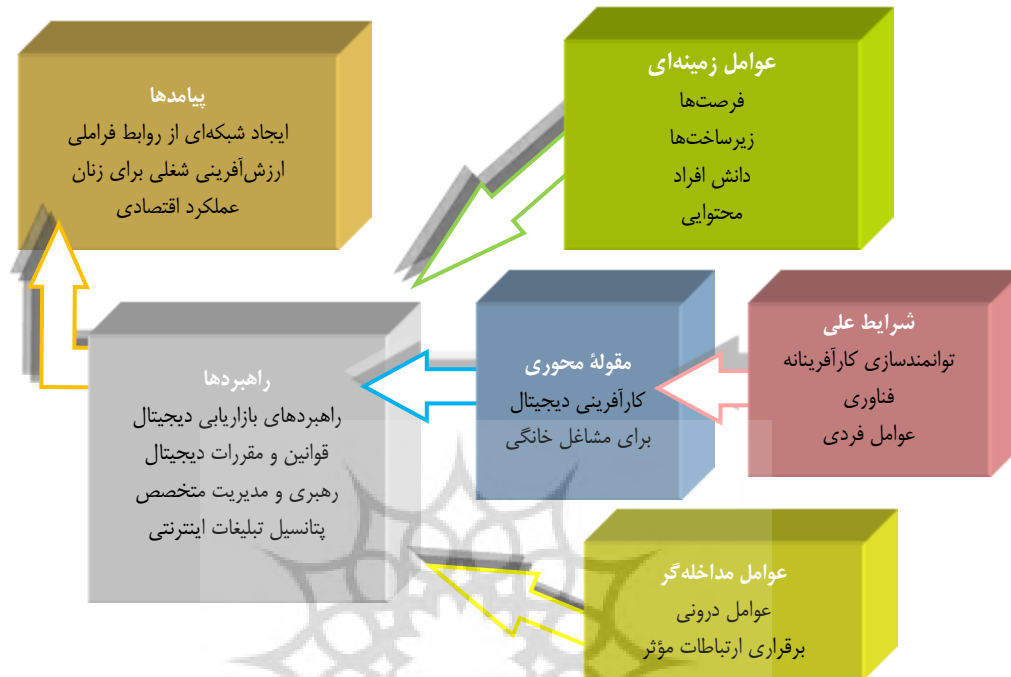 عوامل زمینه‌ای
فرصت‌ها
زیرساخت‌ها
دانش افراد
محتوایی
پیامدها
ایجاد شبکه‌ای از روابط فراملی
ارزش‌آفرینی شغلی برای زنان
عملکرد اقتصادی
شرایط علی
توانمندسازی کارآفرینانه
فناوری
عوامل فردی
مقولۀ محوری
کارآفرینی دیجیتال
برای مشاغل خانگی
راهبردها
راهبردهای بازاریابی دیجیتال
قوانین و مقررات دیجیتال
رهبری و مدیریت متخصص
پتانسیل تبلیغات اینترنتی
عوامل مداخله‌گر
عوامل درونی
برقراری ارتباطات مؤثر